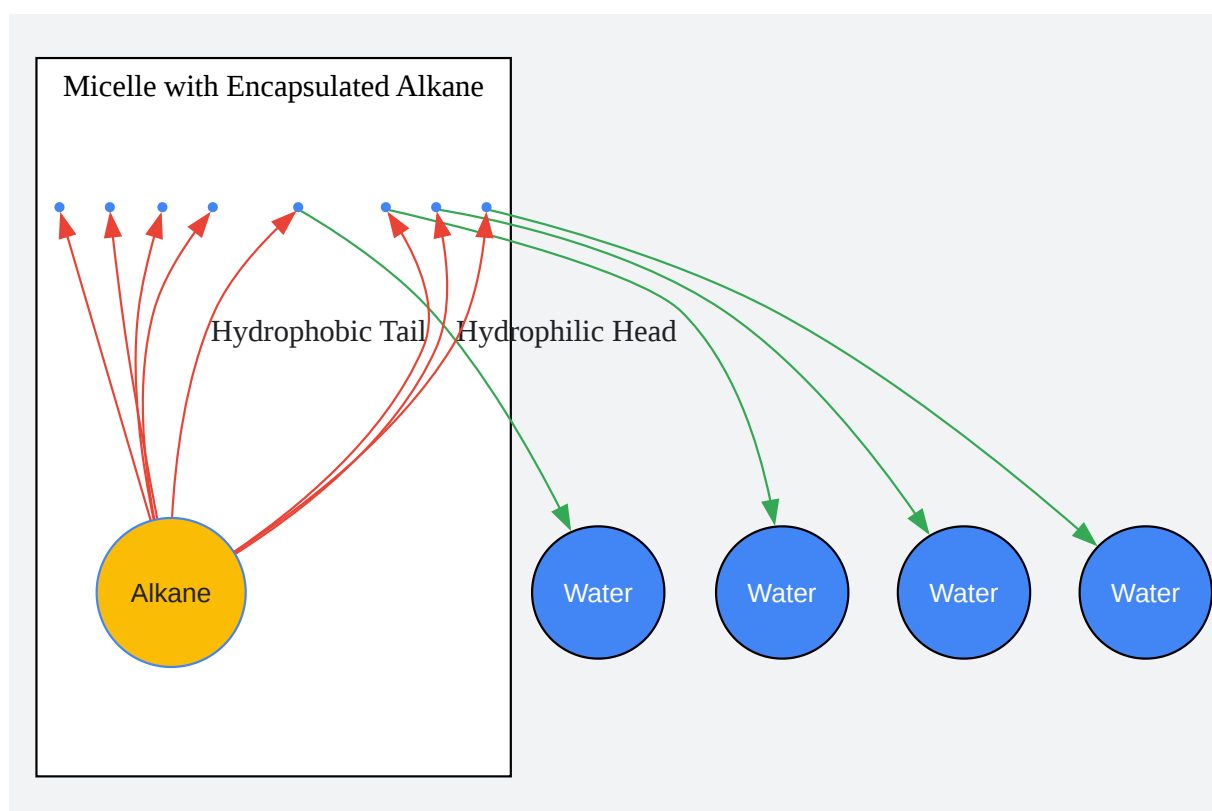 Micelle with Encapsulated Alkane
Hydrophobic Tail
Hydrophilic Head
Alkane
Water
Water
Water
Water